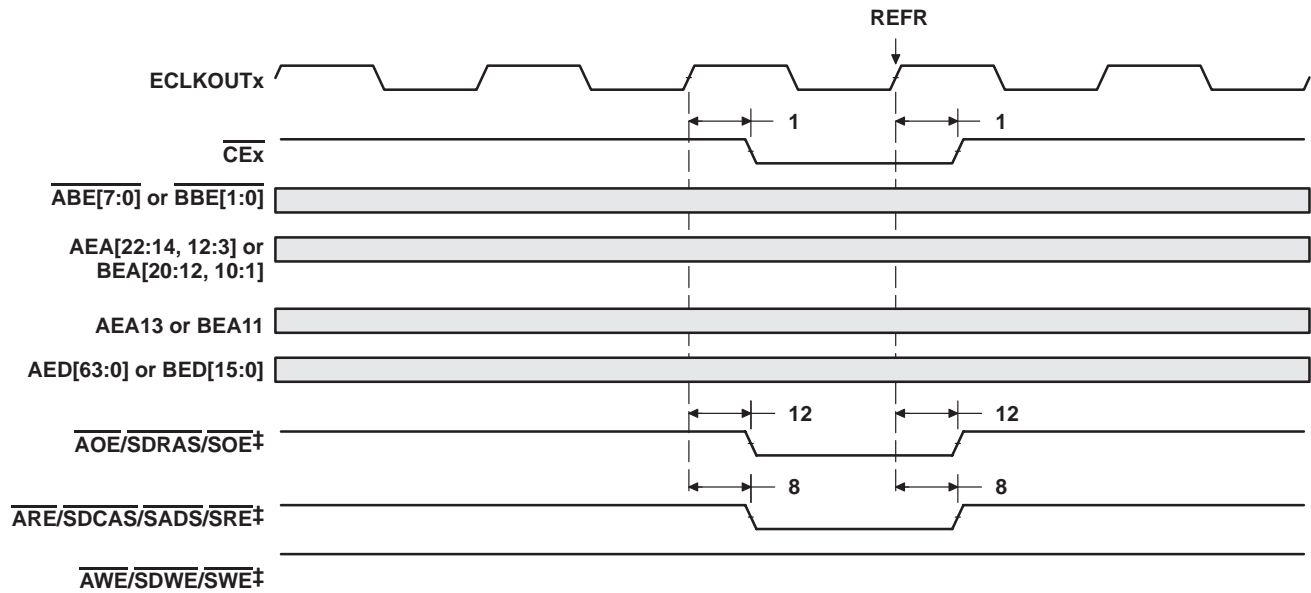 REFR
ECLKOUTx
1 1
CEx
ABE[7:0] or BBE[1:0]
AEA[22:14, 12:3] or
BEA[20:12, 10:1]
AEA13 or BEA11
AED[63:0] or BED[15:0]
12 12
AOE/SDRAS/SOE‡
8 8
ARE/SDCAS/SADS/SRE‡
AWE/SDWE/SWE‡